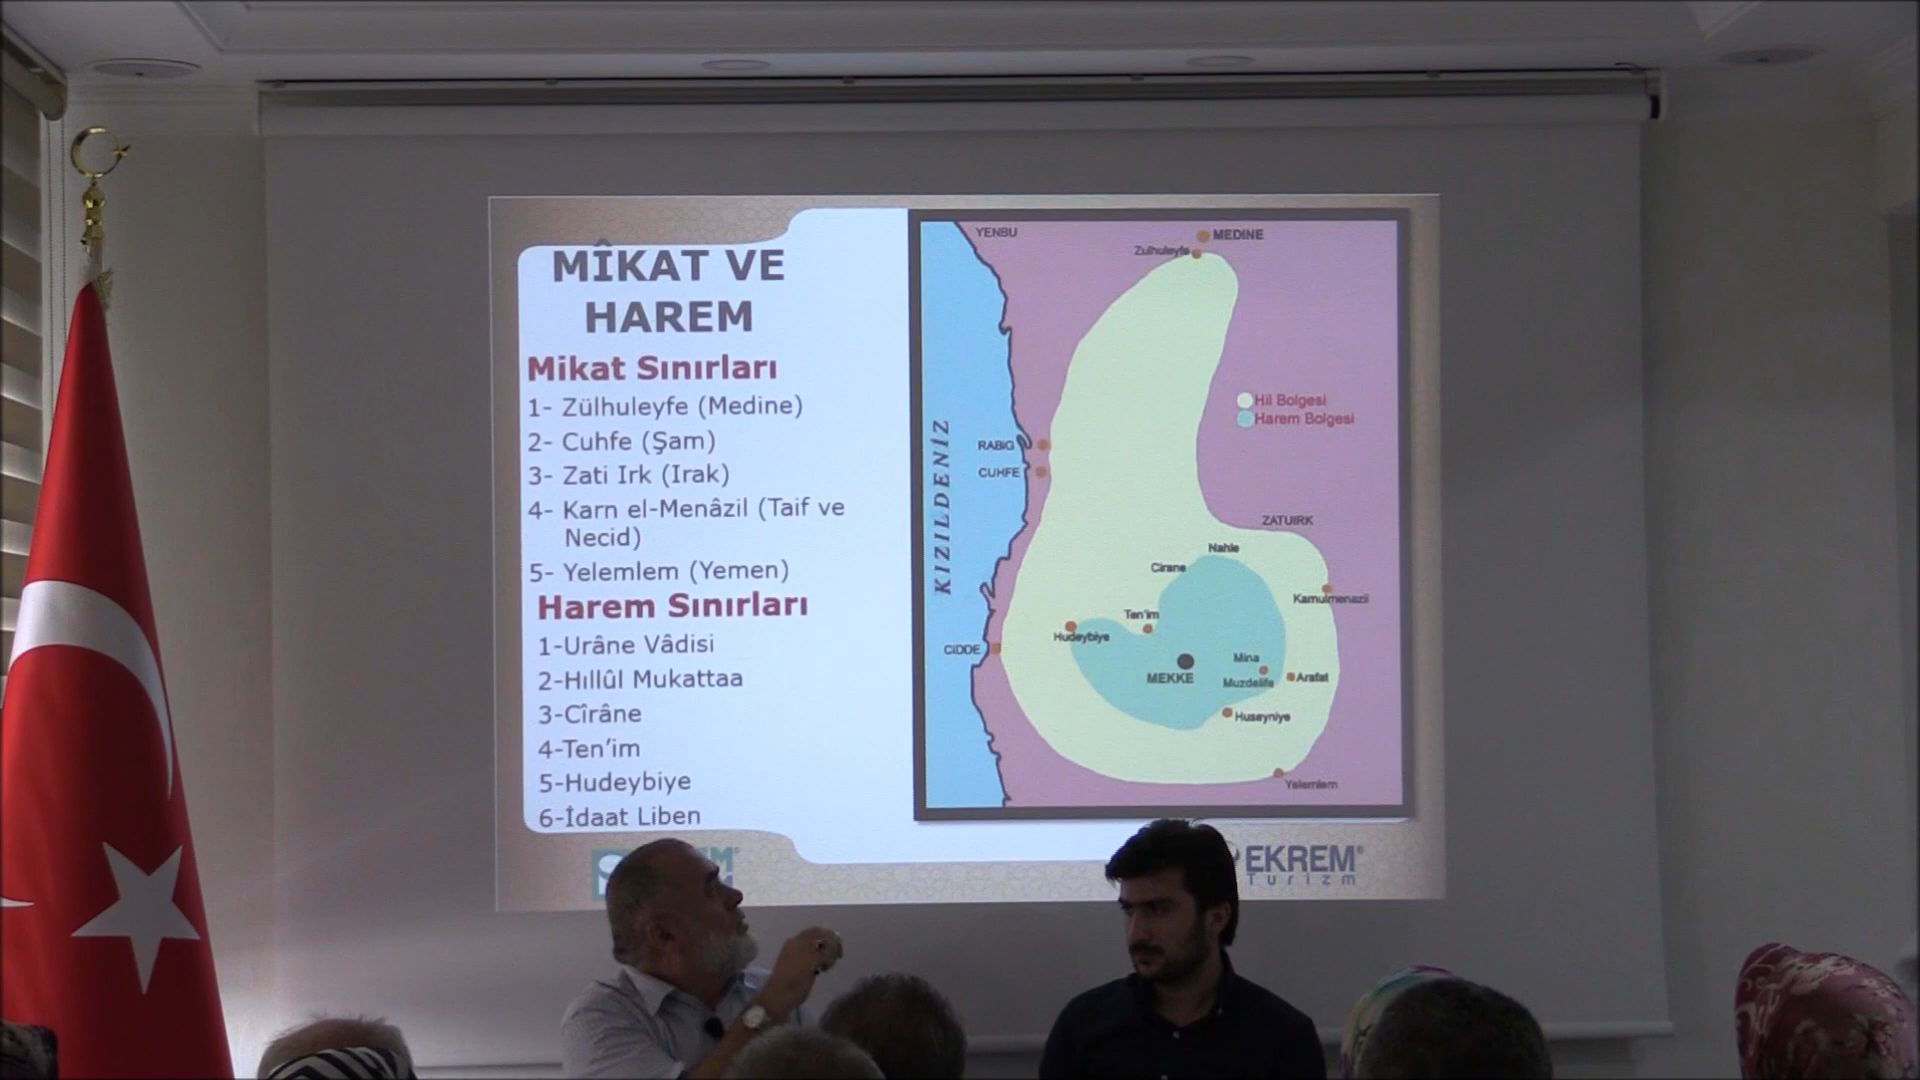 MÎKAT VE
HAREM
Mikat Sınırları
1- Zülhuleyfe (Medine)
2- Cuhfe (Şam)
3- Zati Irk (Irak)
4- Karn el-Menâzil (Taif ve
Necid)
5- Yelemlem (Yemen)
Harem Sınırları
1-Urâne Vâdisi
2-Hıllûl Mukattaa
3-Cîrâne
4-Ten’im
5-Hudeybiye
6-İdaat Liben
YENBU
MEDINE
Zulhuleyfe
Hil Bolgesi
Harem Bolgesi
KIZILDENİZ
RABIG
CUHFE
ZATUIRK
Nahle
Cirane
Karnulmenazil
Ten'im
Hudeybiye
CIDDE
Mina
MEKKE
Muzdelife
Arafat
Huseyniye
Yelemlem
EKREM
Turizm